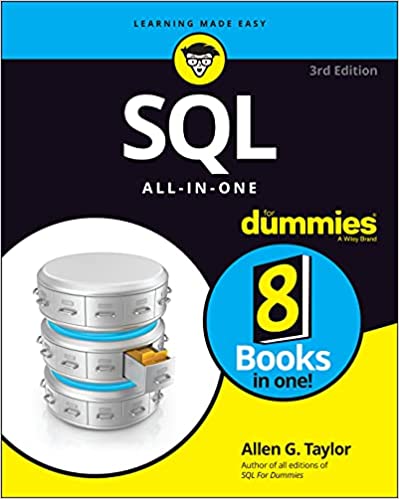 LEARNING MADE EASY
3rd Edition
SQL
ALL-IN-ONE
for
dummies®
A Wiley Brand
8
Books
in one!
Allen G. Taylor
Author of all editions of
SQL For Dummies